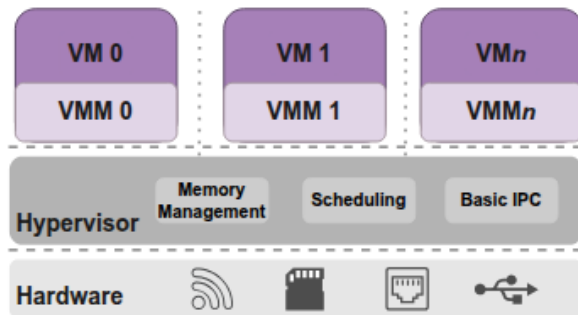 VM 0
VM 1
VMn
VMM 0
VMM 1
VMMn
Memory
Management
Scheduling
Basic IPC
Hypervisor
Hardware